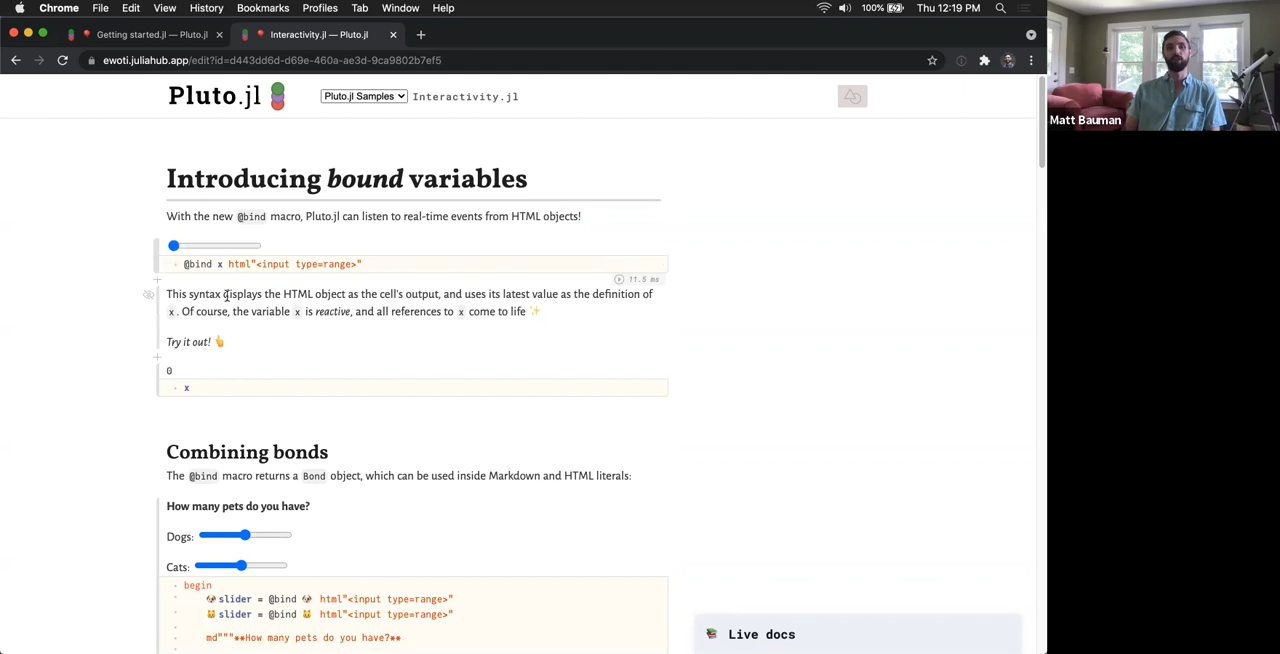 Chrome File Edit View History Bookmarks Profiles Tab Window Help 100% Thu 12:19 PM
Getting started.jl — Pluto.jl Interactivity.jl — Pluto.jl
ewoti.juliahub.app/edit?id=d443dd6d-d69e-460a-ae3d-9ca9802b7ef5
Pluto.jl Pluto.jl Samples Interactivity.jl
Matt Bauman
Introducing bound variables
With the new @bind macro, Pluto.jl can listen to real-time events from HTML objects!
@bind x html"<input type=range>"
11.5 ms
This syntax displays the HTML object as the cell's output, and uses its latest value as the definition of
x. Of course, the variable x is reactive, and all references to x come to life ✨
Try it out! 👆
0
x
Combining bonds
The @bind macro returns a Bond object, which can be used inside Markdown and HTML literals:
How many pets do you have?
Dogs:
Cats:
begin
🐶slider = @bind 🐶 html"<input type=range>"
🐱slider = @bind 🐱 html"<input type=range>"
md"""**How many pets do you have?**
📚 Live docs